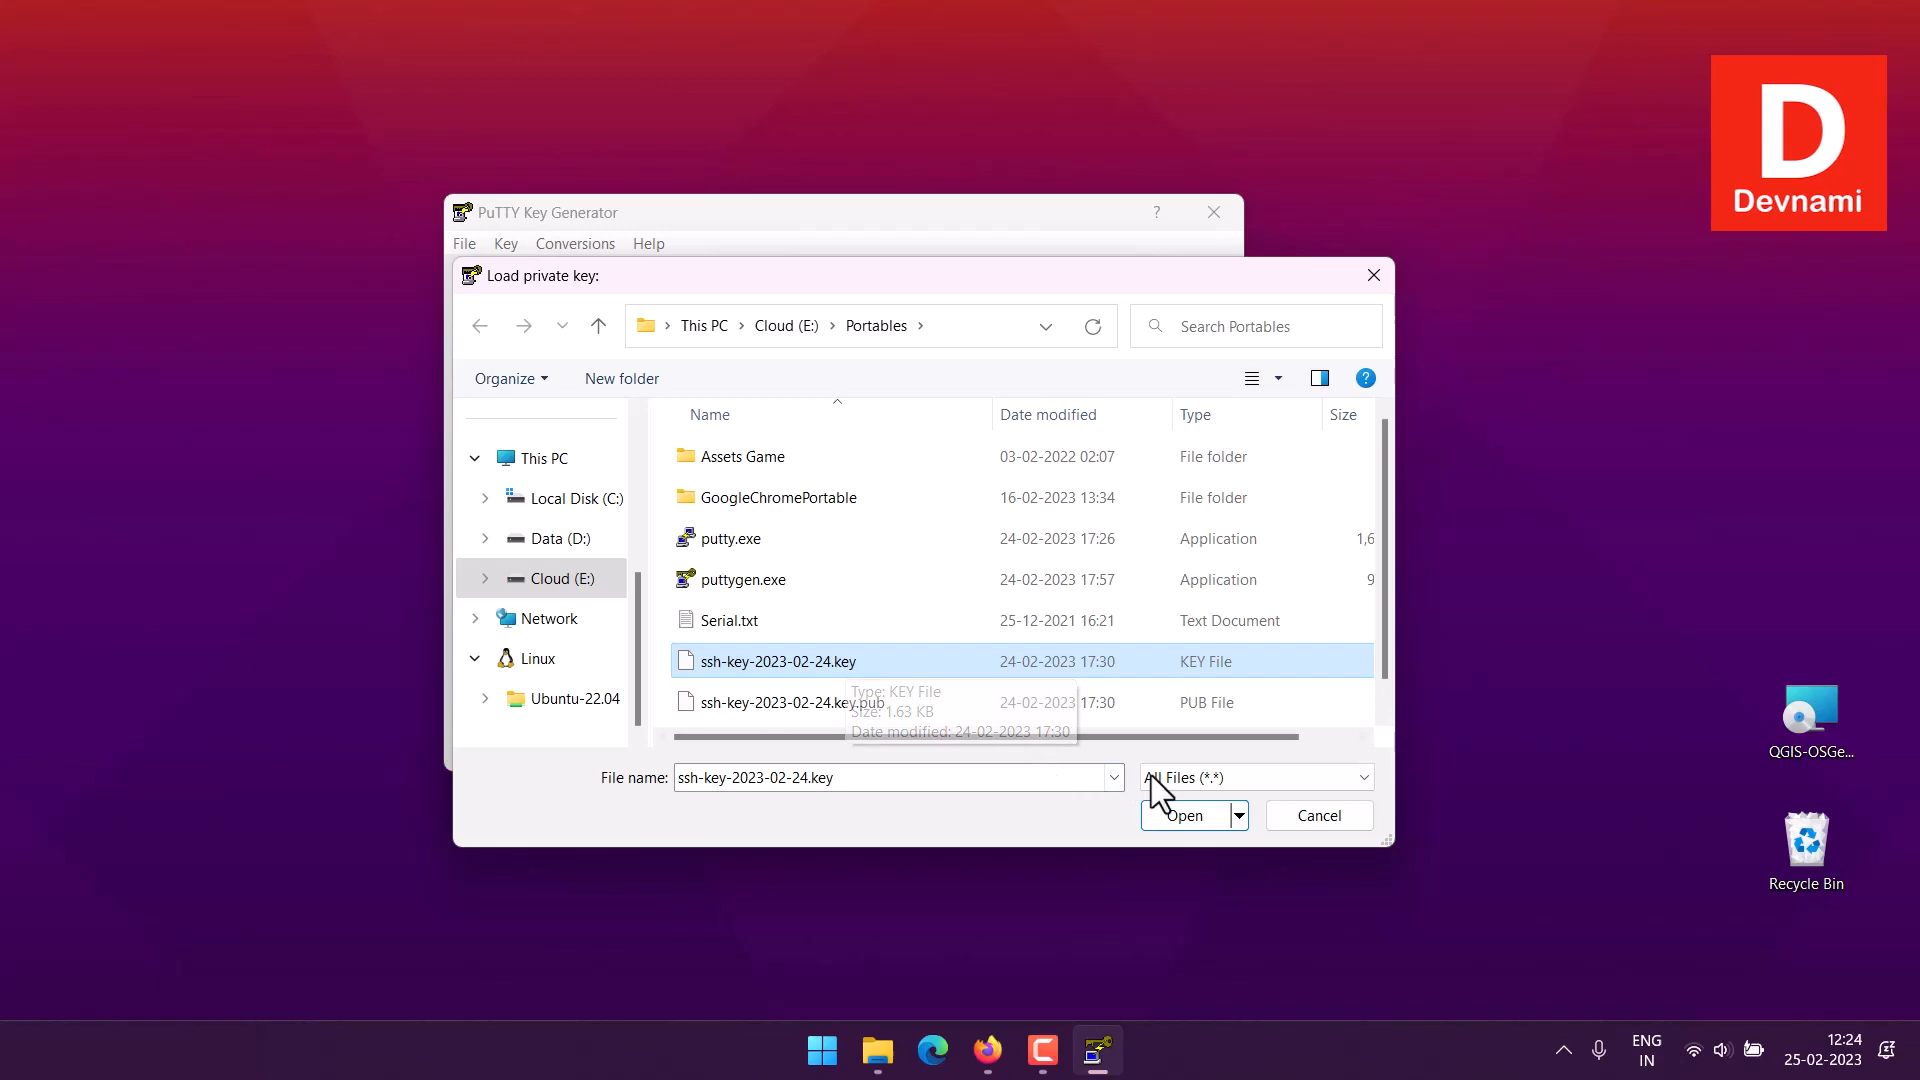 D
Devnami
PuTTY Key Generator
?
File Key Conversions Help
Load private key:
This PC > Cloud (E:) > Portables >
Search Portables
Organize New folder
?
Name Date modified Type Size
This PC
Local Disk (C:)
Data (D:)
Cloud (E:)
Network
Linux
Ubuntu-22.04
Assets Game 03-02-2022 02:07 File folder
GoogleChromePortable 16-02-2023 13:34 File folder
putty.exe 24-02-2023 17:26 Application 1,6
puttygen.exe 24-02-2023 17:57 Application 9
Serial.txt 25-12-2021 16:21 Text Document
ssh-key-2023-02-24.key 24-02-2023 17:30 KEY File
ssh-key-2023-02-24.key.pub 24-02-2023 17:30 PUB File
Type: KEY File
Size: 1.63 KB
Date modified: 24-02-2023 17:30
File name: ssh-key-2023-02-24.key All Files (*.*)
Open Cancel
QGIS-OSGe...
Recycle Bin
ENG
IN
12:24
25-02-2023